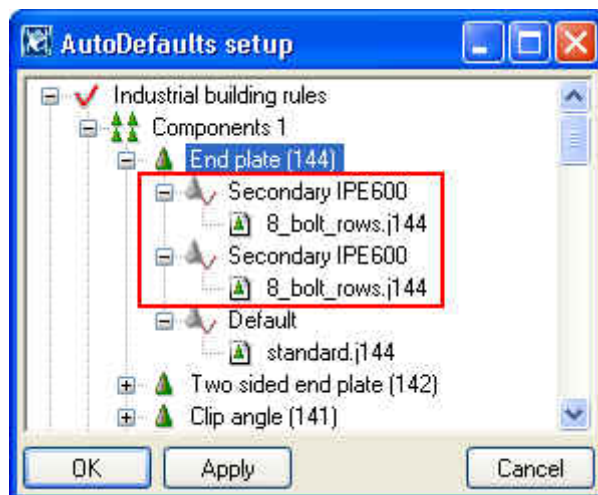 AutoDefaults setup
Industrial building rules
Components 1
End plate (144)
Secondary IPE600
8_bolt_rows.j144
Secondary IPE600
8_bolt_rows.j144
Default
standard.j144
Two sided end plate (142)
Clip angle (141)
OK Apply Cancel